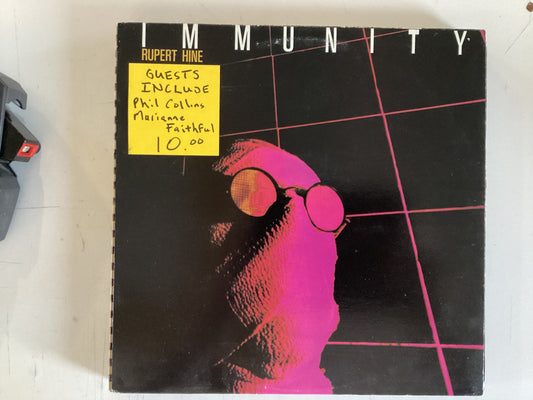 IMMUNITY
RUPERT HINE
GUESTS
INCLUDE
Phil Collins
Marianne
Faithful
10.00